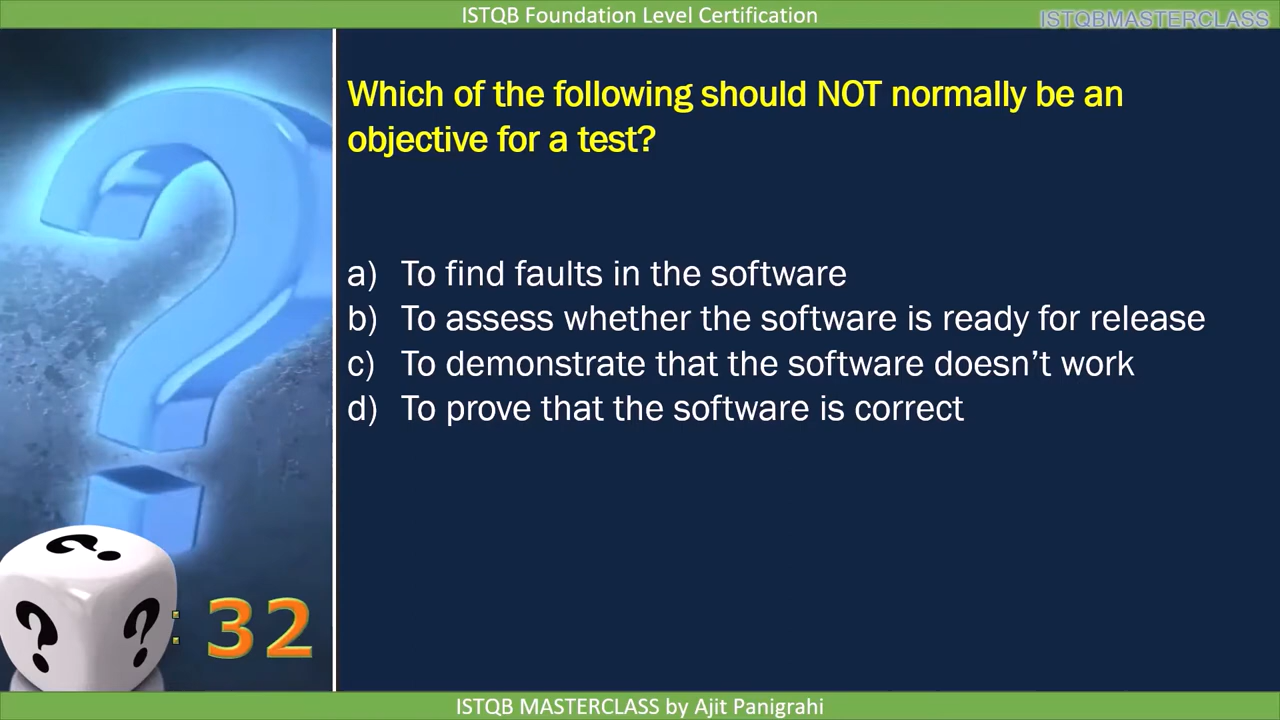 ISTQB Foundation Level Certification
ISTQBMASTERCLASS
Which of the following should NOT normally be an
objective for a test?
a) To find faults in the software
b) To assess whether the software is ready for release
c) To demonstrate that the software doesn't work
d) To prove that the software is correct
? ? ?
: 32
ISTQB MASTERCLASS by Ajit Panigrahi